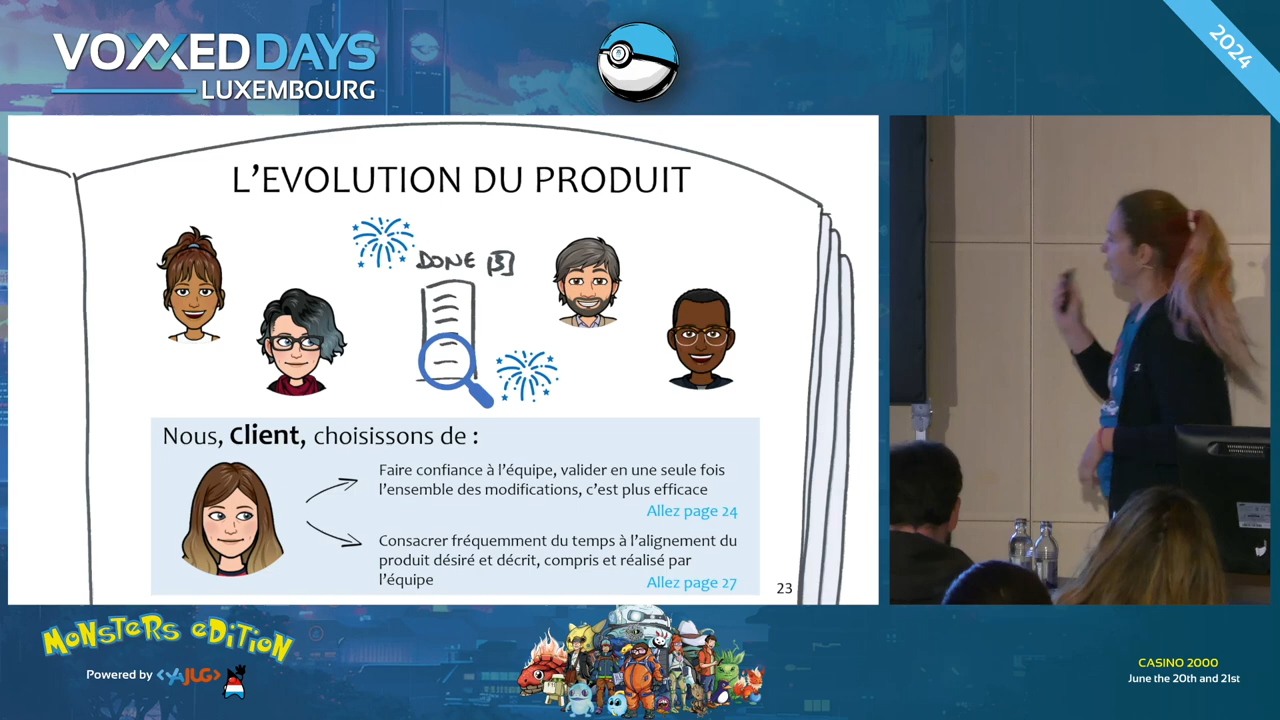 VOXXEDDAYS
LUXEMBOURG
2024
L'EVOLUTION DU PRODUIT
DONE
Nous, Client, choisissons de :
Faire confiance à l'équipe, valider en une seule fois
l'ensemble des modifications, c'est plus efficace
Allez page 24
Consacrer fréquemment du temps à l'alignement du
produit désiré et décrit, compris et réalisé par
l'équipe
Allez page 27
23
MONSTERS EDITION
Powered by <YAJUG>
CASINO 2000
June the 20th and 21st